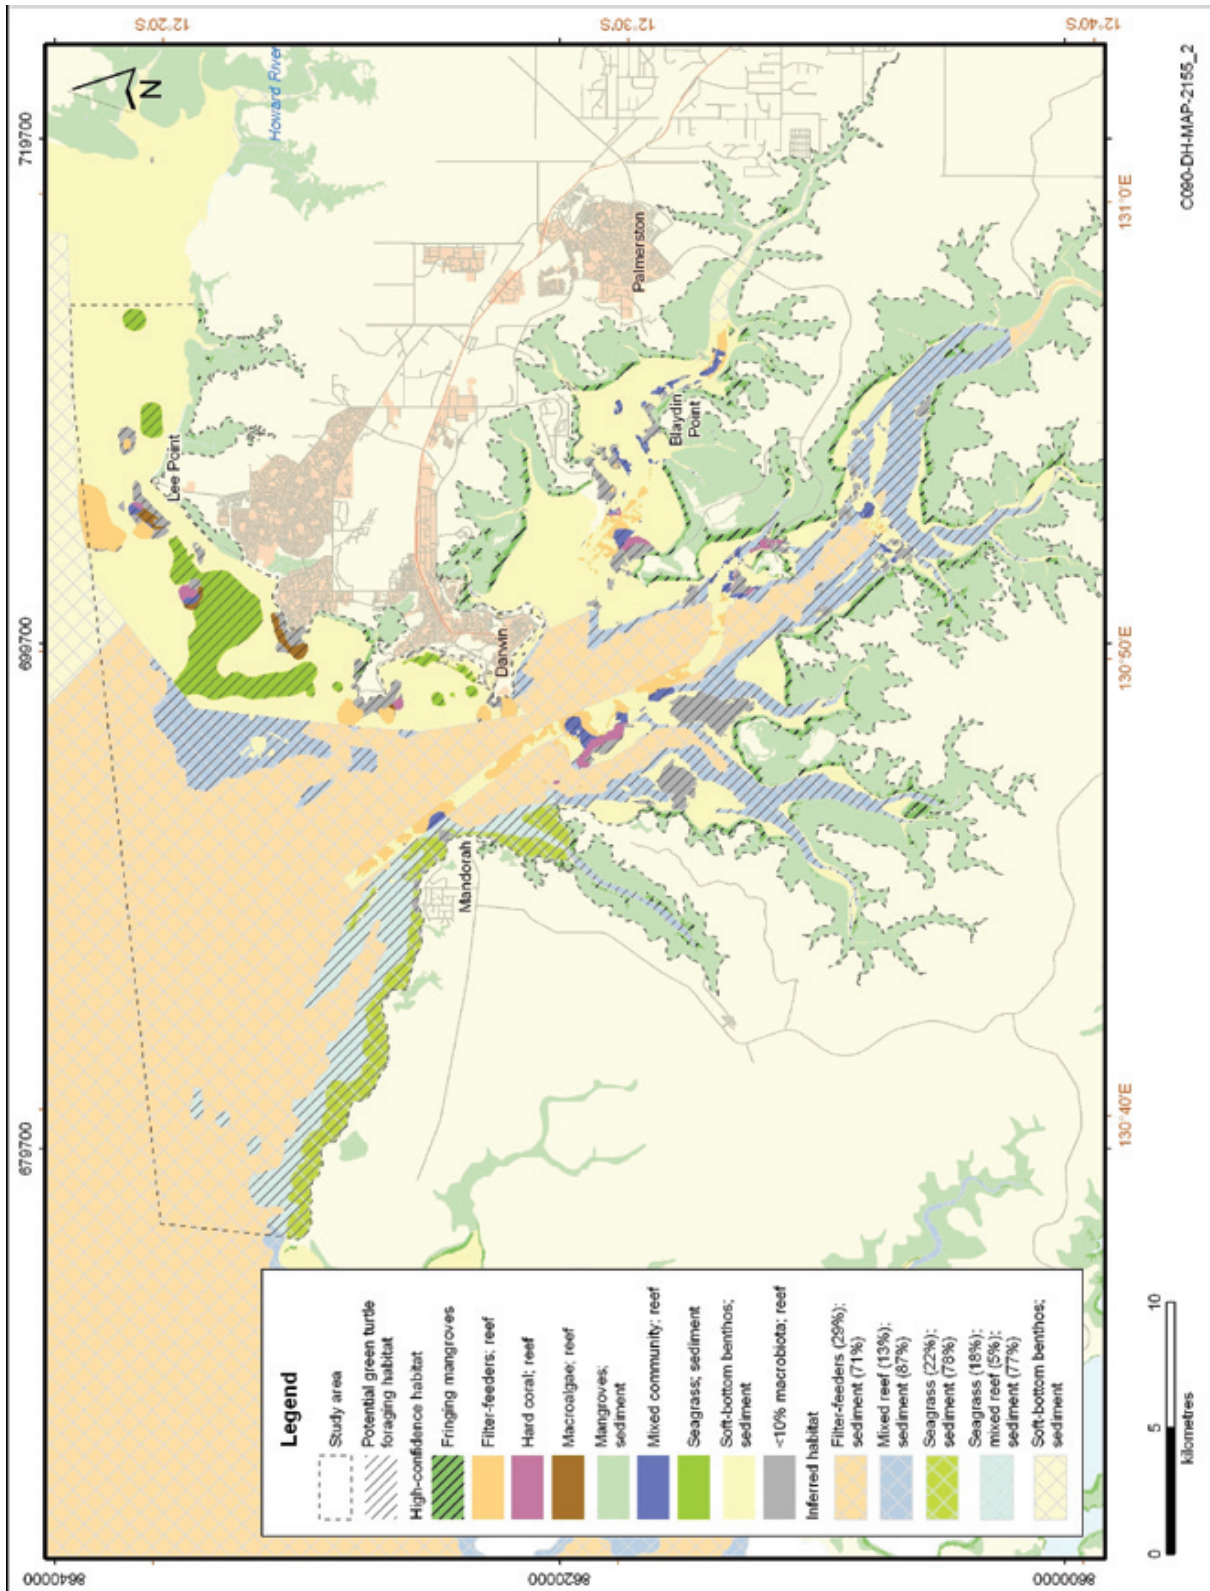 12°20'S
12°30'S
12°40'S
8640000
8620000
8600000
719700
699700
679700
131°0'E
130°50'E
130°40'E
N
Howard River
Lee Point
Palmerston
Blaydin
Point
Darwin
Mandorah
Legend
Study area
Potential green turtle
foraging habitat
High-confidence habitat
Fringing mangroves
Filter-feeders; reef
Hard coral; reef
Macroalgae; reef
Mangroves;
sediment
Mixed community; reef
Seagrass; sediment
Soft-bottom benthos;
sediment
<10% macrobiota; reef
Inferred habitat
Filter-feeders (29%);
sediment (71%)
Mixed reef (13%);
sediment (87%)
Seagrass (22%);
sediment (78%)
Seagrass (18%);
mixed reef (5%);
sediment (77%)
Soft-bottom benthos;
sediment
0 5 10
kilometres
C090-DH-MAP-2155_2